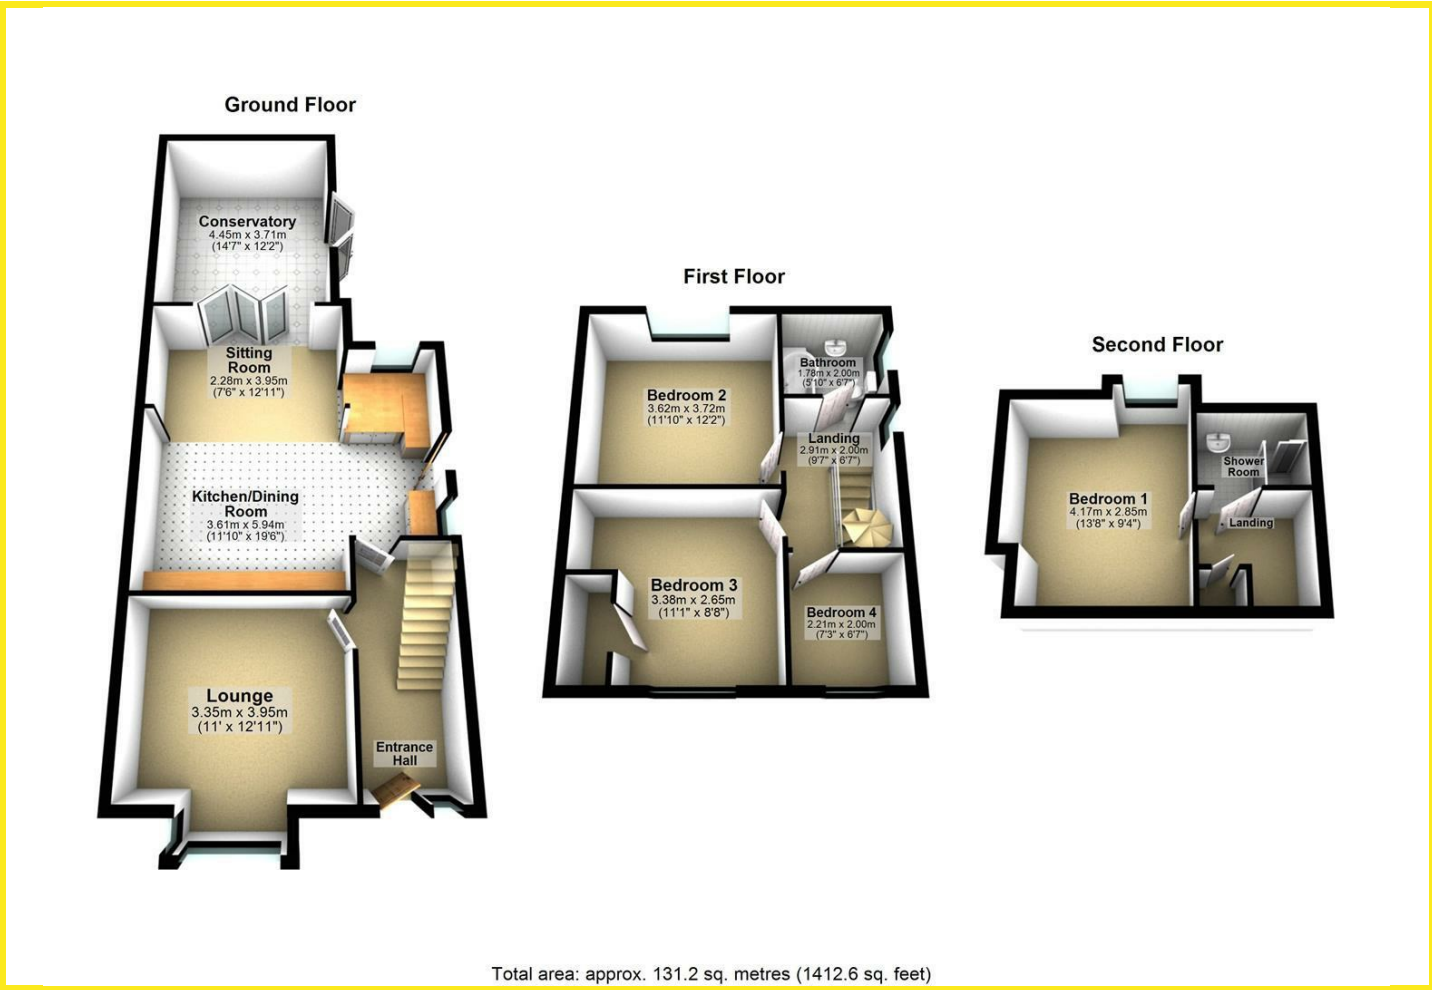 Ground Floor
Conservatory
4.45m x 3.71m
(14'7" x 12'2")
Sitting
Room
2.28m x 3.95m
(7'6" x 12'11")
Kitchen/Dining
Room
3.61m x 5.94m
(11'10" x 19'6")
Lounge
3.35m x 3.95m
(11' x 12'11")
Entrance
Hall
First Floor
Bathroom
1.78m x 2.00m
(5'10" x 6'7")
Bedroom 2
3.62m x 3.72m
(11'10" x 12'2")
Landing
2.91m x 2.00m
(9'7" x 6'7")
Bedroom 3
3.38m x 2.65m
(11'1" x 8'8")
Bedroom 4
2.21m x 2.00m
(7'3" x 6'7")
Second Floor
Shower
Room
Bedroom 1
4.17m x 2.85m
(13'8" x 9'4")
Landing
Total area: approx. 131.2 sq. metres (1412.6 sq. feet)